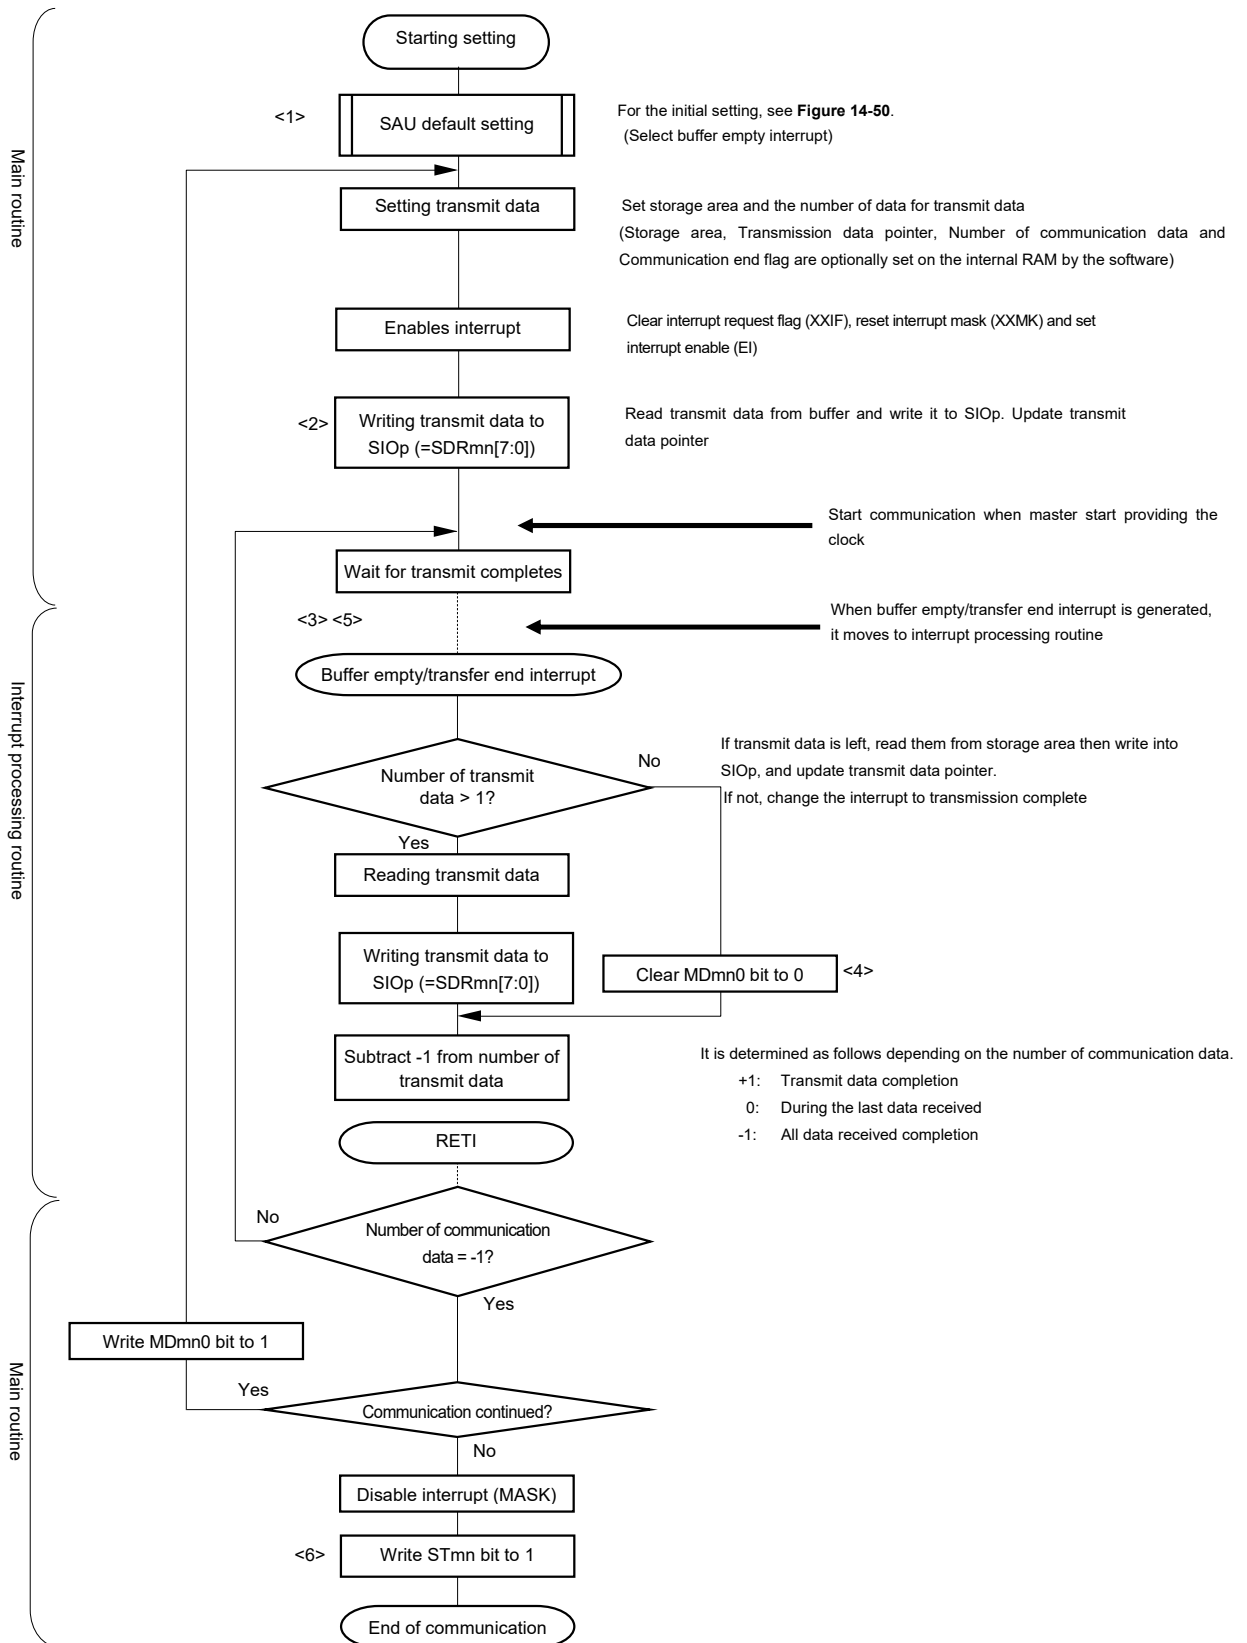 Starting setting
<1>
SAU default setting
For the initial setting, see Figure 14-50.
(Select buffer empty interrupt)
Main routine
Setting transmit data
Set storage area and the number of data for transmit data
(Storage area, Transmission data pointer, Number of communication data and
Communication end flag are optionally set on the internal RAM by the software)
Enables interrupt
Clear interrupt request flag (XXIF), reset interrupt mask (XXMK) and set
interrupt enable (EI)
<2>
Writing transmit data to
SIOp (=SDRmn[7:0])
Read transmit data from buffer and write it to SIOp. Update transmit
data pointer
Start communication when master start providing the
clock
Wait for transmit completes
<3> <5>
When buffer empty/transfer end interrupt is generated,
it moves to interrupt processing routine
Buffer empty/transfer end interrupt
Interrupt processing routine
Number of transmit
data > 1?
No
If transmit data is left, read them from storage area then write into
SIOp, and update transmit data pointer.
If not, change the interrupt to transmission complete
Yes
Reading transmit data
Writing transmit data to
SIOp (=SDRmn[7:0])
Clear MDmn0 bit to 0
<4>
Subtract -1 from number of
transmit data
It is determined as follows depending on the number of communication data.
+1: Transmit data completion
0: During the last data received
-1: All data received completion
RETI
No
Number of communication
data = -1?
Yes
Write MDmn0 bit to 1
Main routine
Yes
Communication continued?
No
Disable interrupt (MASK)
<6>
Write STmn bit to 1
End of communication